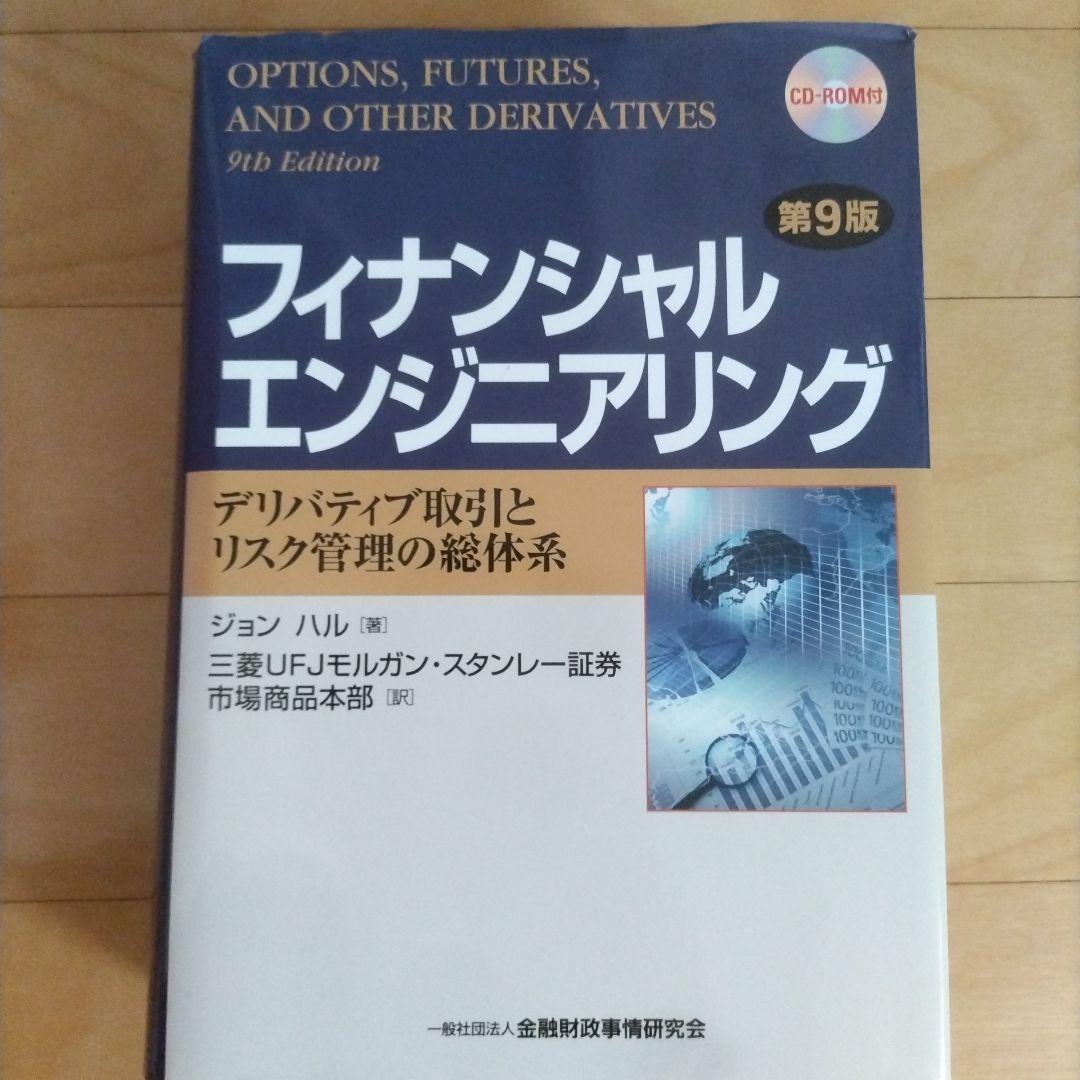 OPTIONS, FUTURES,
AND OTHER DERIVATIVES
9th Edition
CD-ROM付
第9版
フィナンシャル
エンジニアリング
デリバティブ取引と
リスク管理の総体系
ジョン ハル［著］
三菱UFJモルガン・スタンレー証券
市場商品本部［訳］
一般社団法人 金融財政事情研究会